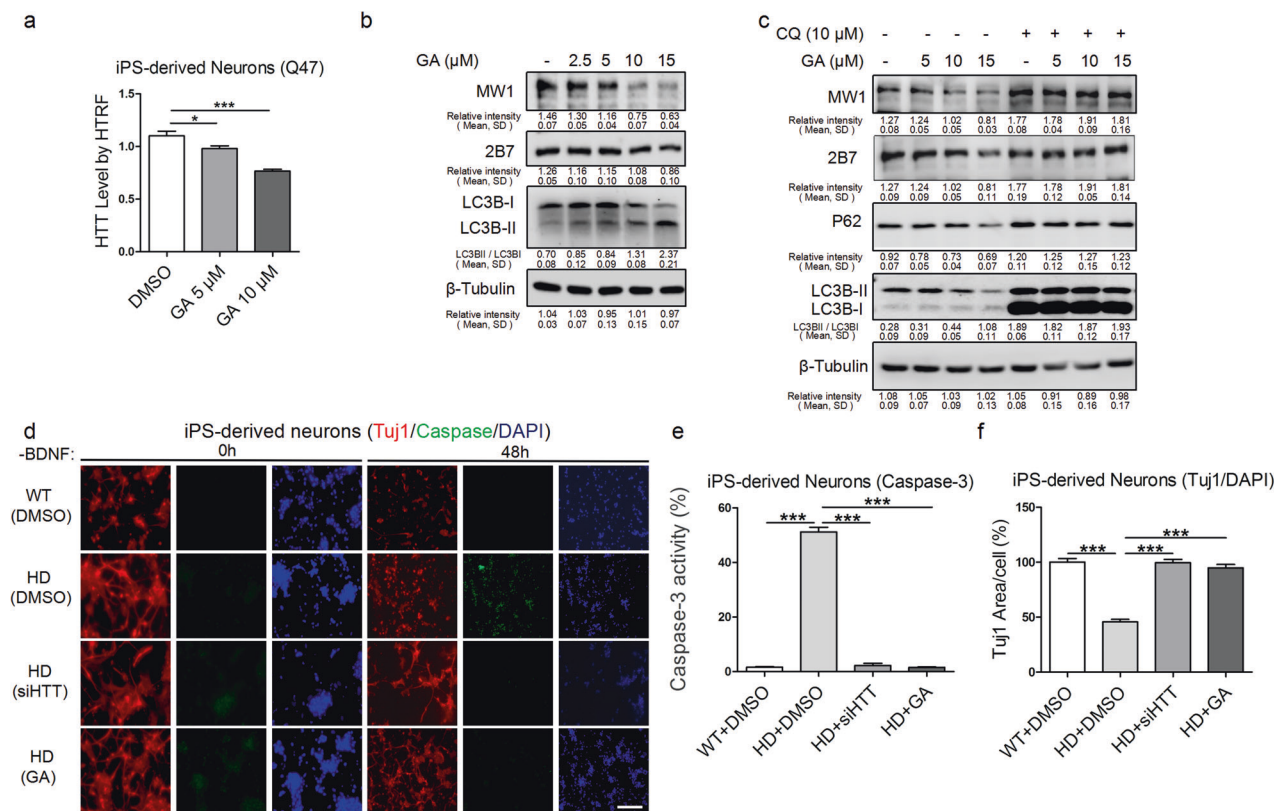 a
iPS-derived Neurons (Q47)
***
*
HTT Level by HTRF
1.5
1.0
0.5
0.0
DMSO
GA 5 μM
GA 10 μM
b
GA (μM) - 2.5 5 10 15
MW1
Relative intensity 1.46 1.30 1.16 0.75 0.63
( Mean, SD ) 0.07 0.05 0.04 0.07 0.04
2B7
Relative intensity 1.26 1.16 1.15 1.08 0.86
( Mean, SD ) 0.05 0.10 0.10 0.08 0.10
LC3B-I
LC3B-II
LC3BII / LC3BI 0.70 0.85 0.84 1.31 2.37
( Mean, SD ) 0.08 0.12 0.09 0.08 0.21
β-Tubulin
Relative intensity 1.04 1.03 0.95 1.01 0.97
( Mean, SD ) 0.03 0.07 0.13 0.15 0.07
c
CQ (10 μM) - - - - + + + +
GA (μM) - 5 10 15 - 5 10 15
MW1
Relative intensity 1.27 1.24 1.02 0.81 1.77 1.78 1.91 1.81
( Mean, SD ) 0.08 0.05 0.05 0.03 0.08 0.04 0.09 0.16
2B7
Relative intensity 1.27 1.24 1.02 0.81 1.77 1.78 1.91 1.81
( Mean, SD ) 0.09 0.09 0.05 0.11 0.19 0.12 0.05 0.14
P62
Relative intensity 0.92 0.78 0.73 0.69 1.20 1.25 1.27 1.23
( Mean, SD ) 0.07 0.05 0.04 0.07 0.11 0.12 0.15 0.12
LC3B-II
LC3B-I
LC3BII / LC3BI 0.28 0.31 0.44 1.08 1.89 1.82 1.87 1.93
( Mean, SD ) 0.09 0.09 0.05 0.11 0.06 0.11 0.12 0.17
β-Tubulin
Relative intensity 1.08 1.05 1.03 1.02 1.05 0.91 0.89 0.98
( Mean, SD ) 0.09 0.07 0.09 0.13 0.08 0.15 0.16 0.17
d
iPS-derived neurons (Tuj1/Caspase/DAPI)
-BDNF: 0h 48h
WT
(DMSO)
HD
(DMSO)
HD
(siHTT)
HD
(GA)
e
iPS-derived Neurons (Caspase-3)
***
*** ***
Caspase-3 activity (%)
60
40
20
0
WT+DMSO
HD+DMSO
HD+siHTT
HD+GA
f
iPS-derived Neurons (Tuj1/DAPI)
***
*** ***
Tuj1 Area/cell (%)
150
100
50
0
WT+DMSO
HD+DMSO
HD+siHTT
HD+GA